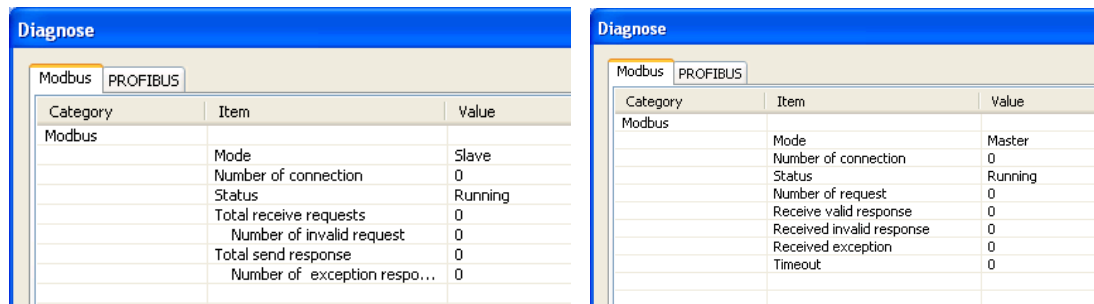 Diagnose
Modbus PROFIBUS
Category Item Value
Modbus
Mode Slave
Number of connection 0
Status Running
Total receive requests 0
Number of invalid request 0
Total send response 0
Number of exception respo... 0
Diagnose
Modbus PROFIBUS
Category Item Value
Modbus
Mode Master
Number of connection 0
Status Running
Number of request 0
Receive valid response 0
Received invalid response 0
Received exception 0
Timeout 0